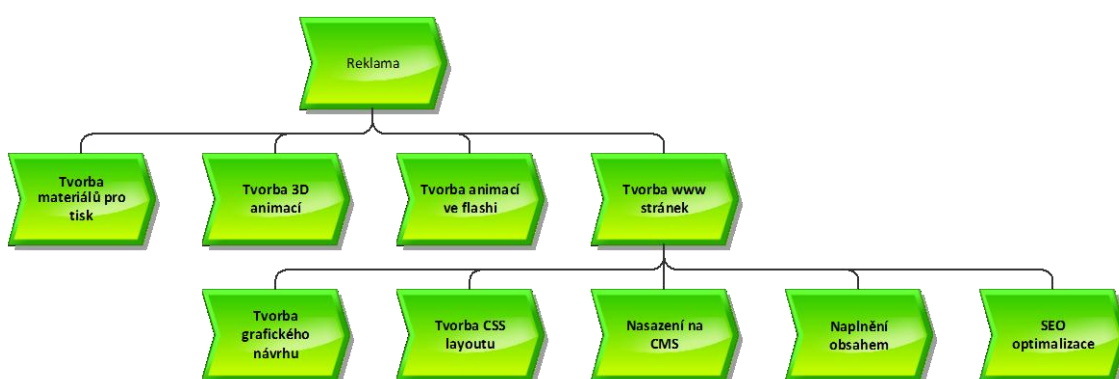 Reklama
Tvorba
materiálů pro
tisk
Tvorba 3D
animací
Tvorba animací
ve flashi
Tvorba www
stránek
Tvorba
grafického
návrhu
Tvorba CSS
layoutu
Nasazení na
CMS
Naplnění
obsahem
SEO
optimalizace